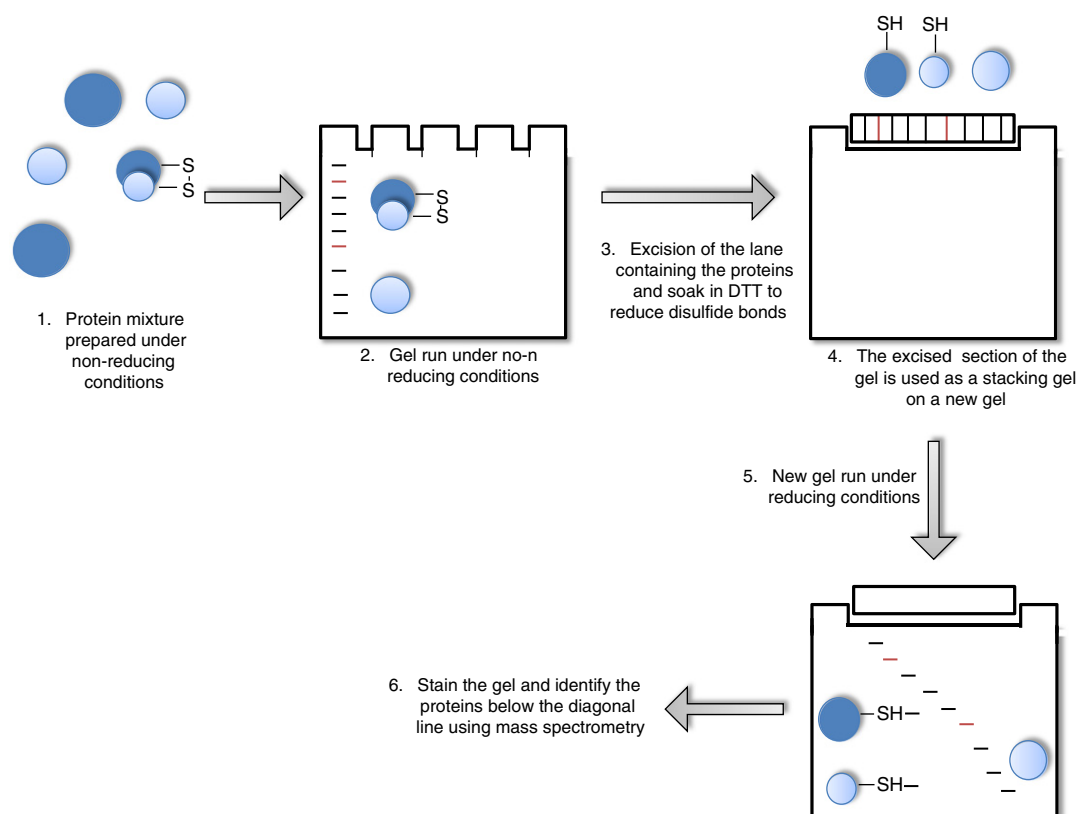 1. Protein mixture
prepared under
non-reducing
conditions
S
S
2. Gel run under no-n
reducing conditions
S
S
3. Excision of the lane
containing the proteins
and soak in DTT to
reduce disulfide bonds
SH SH
4. The excised section of the
gel is used as a stacking gel
on a new gel
5. New gel run under
reducing conditions
SH
SH
6. Stain the gel and identify the
proteins below the diagonal
line using mass spectrometry